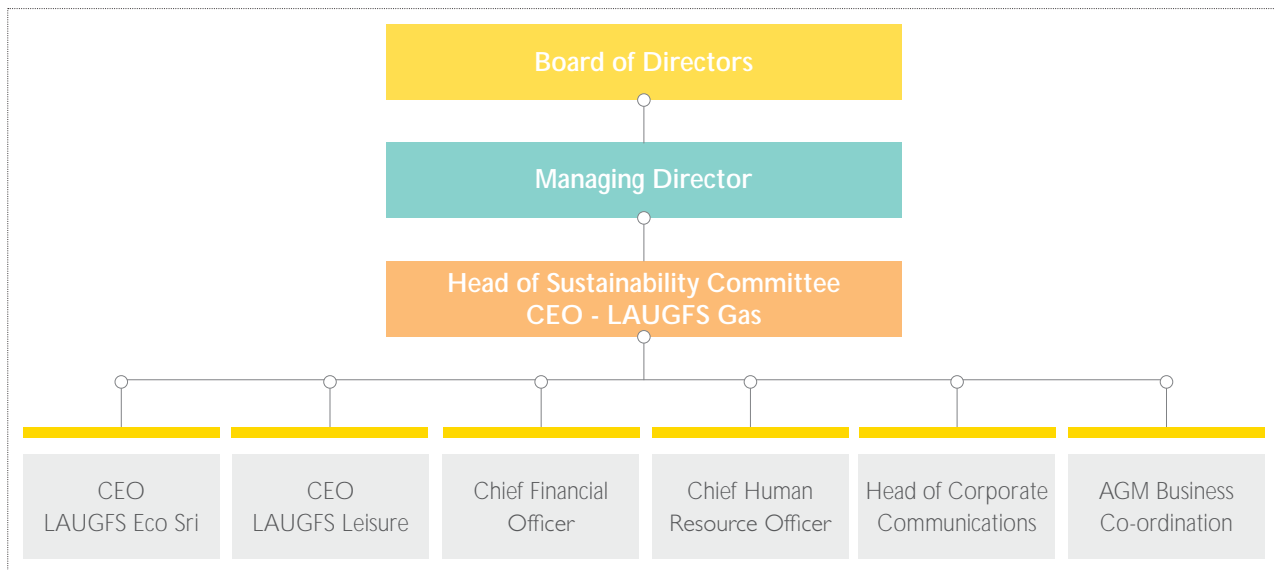 Board of Directors
Managing Director
Head of Sustainability Committee
CEO - LAUGFS Gas
CEO
LAUGFS Eco Sri
CEO
LAUGFS Leisure
Chief Financial
Officer
Chief Human
Resource Officer
Head of Corporate
Communications
AGM Business
Co-ordination